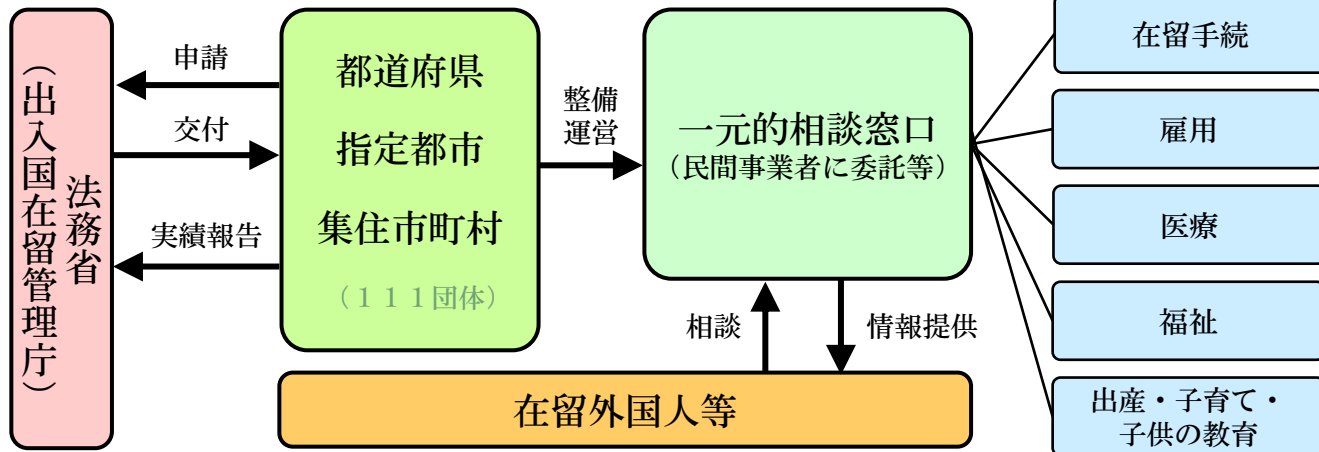 法務省
（出入国在留管理庁）
申請
交付
実績報告
都道府県
指定都市
集住市町村
（１１１団体）
整備
運営
一元的相談窓口
（民間事業者に委託等）
相談
情報提供
在留外国人等
在留手続
雇用
医療
福祉
出産・子育て・
子供の教育